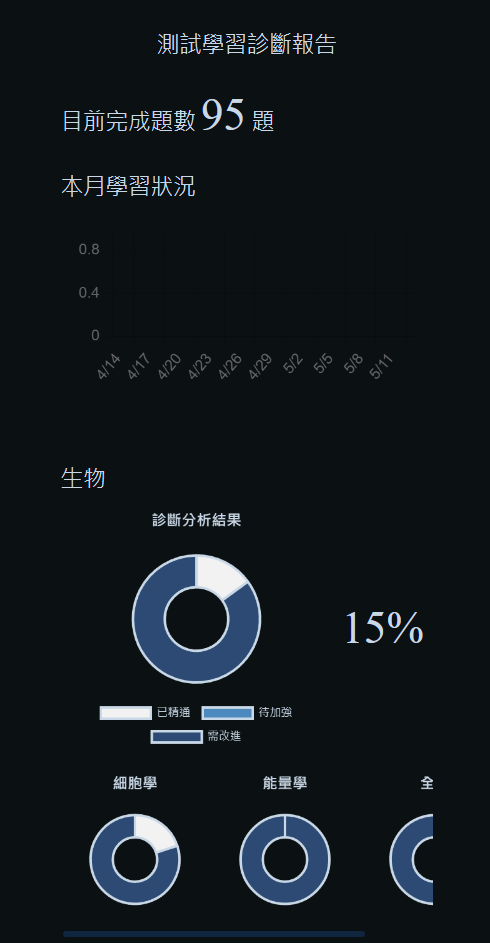 測試學習診斷報告
目前完成題數 95 題
本月學習狀況
0.8
0.4
0
4/14 4/17 4/20 4/23 4/26 4/29 5/2 5/5 5/8 5/11
生物
診斷分析結果
15%
已精通 待加強
需改進
細胞學 能量學 全